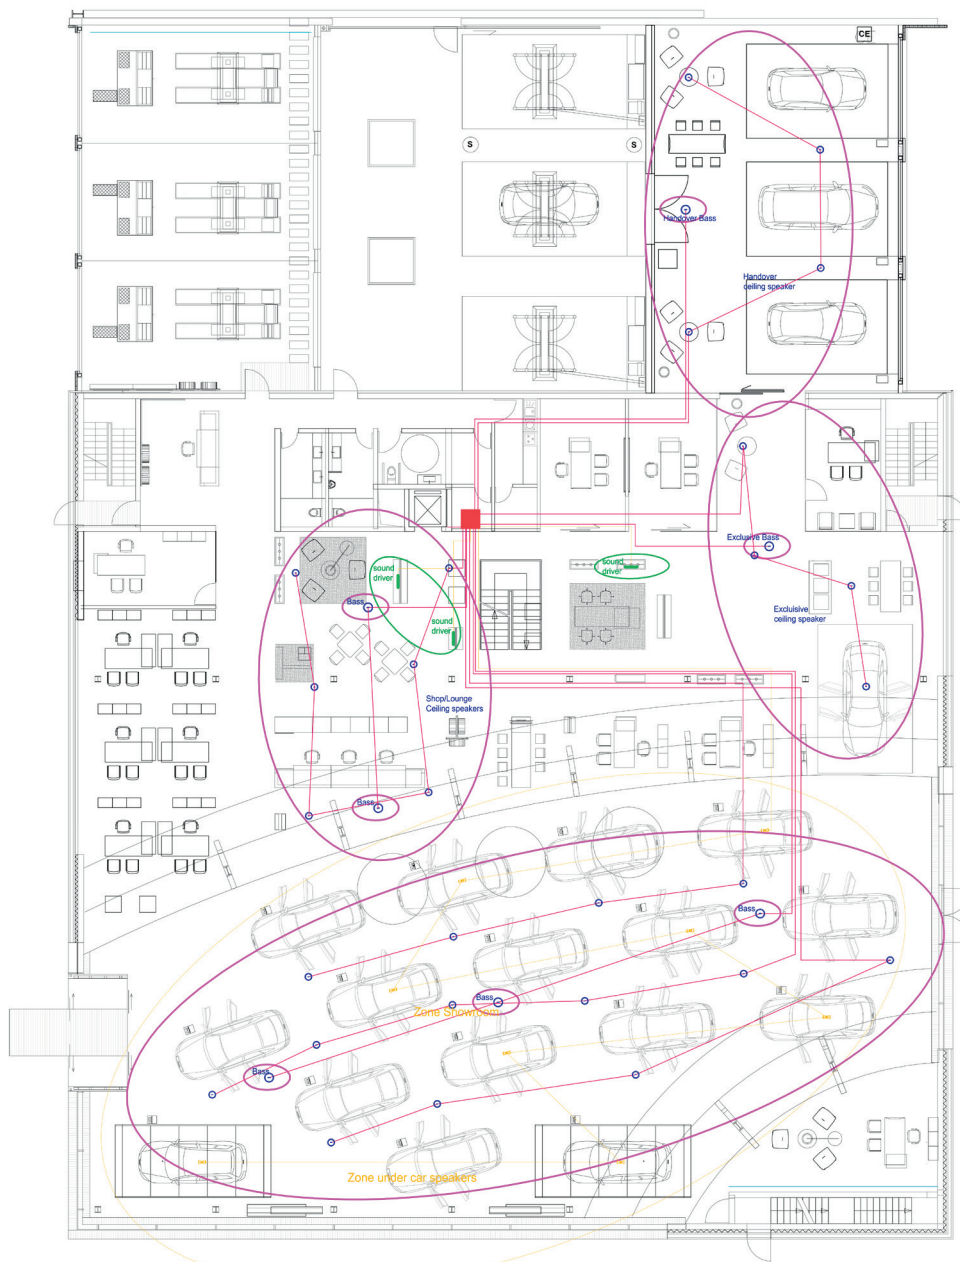 CE
S
S
Handover Bass
Handover
ceiling speaker
Exclusive Bass
sound
driver
sound
driver
Bass
sound
driver
Excluisive
ceiling speaker
Shop/Lounge
Ceiling speakers
Bass
Bass
Bass
Zone Showroom
Bass
Zone under car speakers